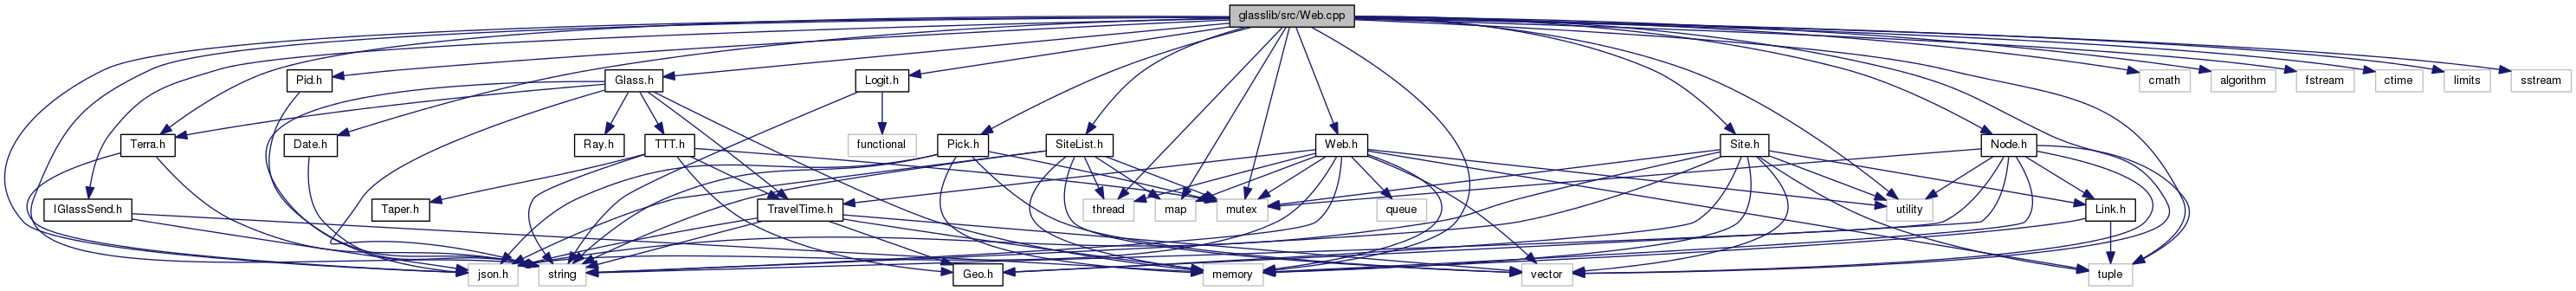 glasslib/src/Web.cpp
Pid.h
Glass.h
Logit.h
cmath
algorithm
fstream
ctime
limits
sstream
Terra.h
Date.h
Ray.h
TTT.h
functional
Pick.h
SiteList.h
Web.h
Site.h
Node.h
IGlassSend.h
Taper.h
TravelTime.h
thread
map
mutex
queue
utility
Link.h
json.h
string
Geo.h
memory
vector
tuple